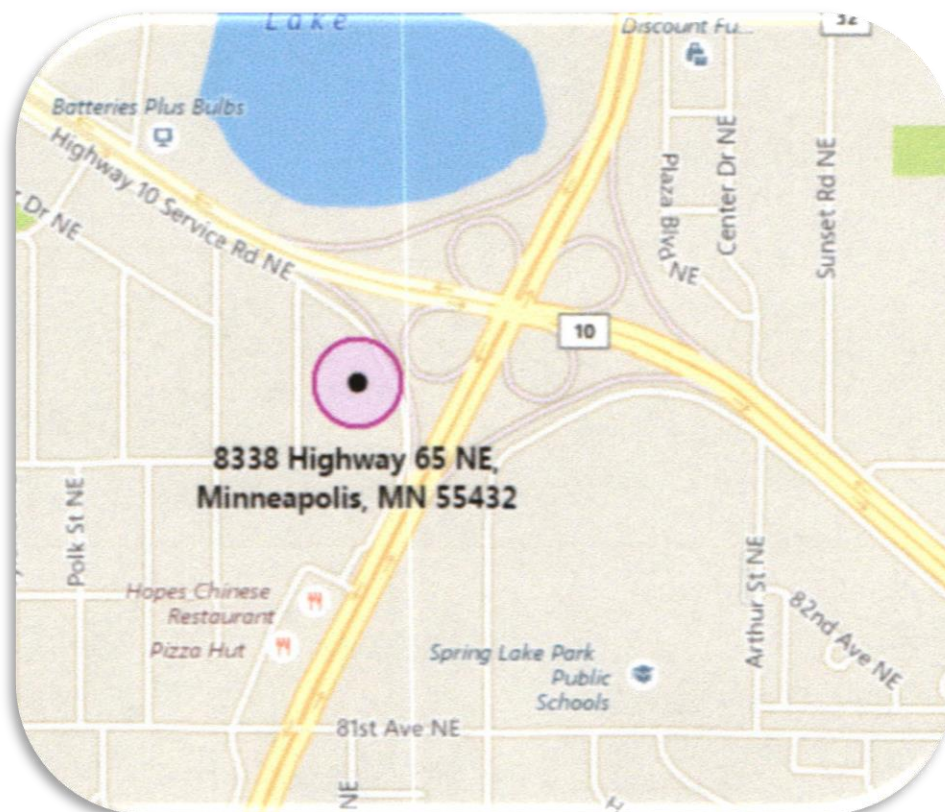 Lake
Discount Fu...
32
Batteries Plus Bulbs
Highway 10 Service Rd NE
r Dr NE
Plaza Blvd
NE
Center Dr NE
Sunset Rd NE
10
8338 Highway 65 NE,
Minneapolis, MN 55432
Polk St NE
Hopes Chinese
Restaurant
Pizza Hut
Spring Lake Park
Public
Schools
Arthur St NE
82nd Ave NE
81st Ave NE
NE